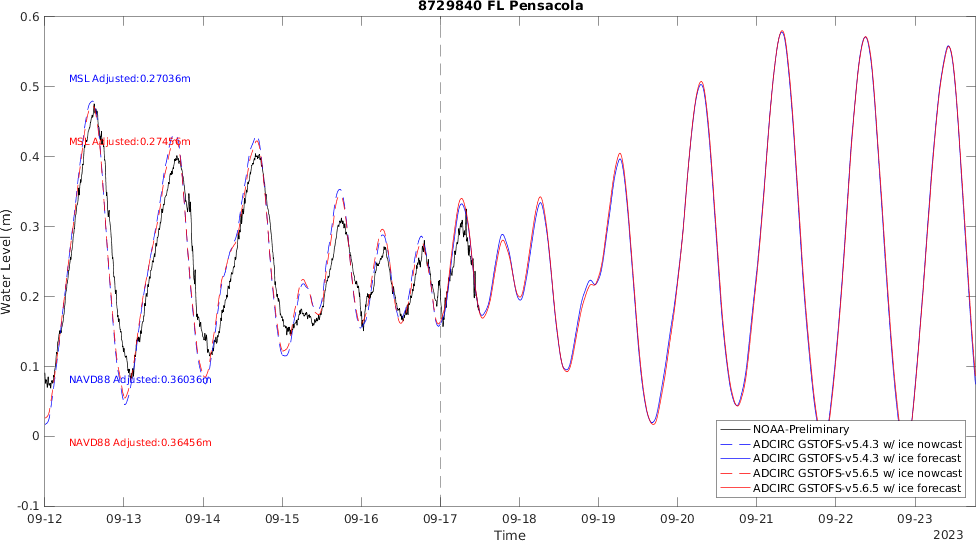 8729840 FL Pensacola
0.6
0.5
0.4
0.3
0.2
0.1
0
-0.1
Water Level (m)
MSL Adjusted:0.27036m
MSL Adjusted:0.27456m
NAVD88 Adjusted:0.36036m
NAVD88 Adjusted:0.36456m
NOAA-Preliminary
ADCIRC GSTOFS-v5.4.3 w/ ice nowcast
ADCIRC GSTOFS-v5.4.3 w/ ice forecast
ADCIRC GSTOFS-v5.6.5 w/ ice nowcast
ADCIRC GSTOFS-v5.6.5 w/ ice forecast
09-12 09-13 09-14 09-15 09-16 09-17 09-18 09-19 09-20 09-21 09-22 09-23
Time
2023